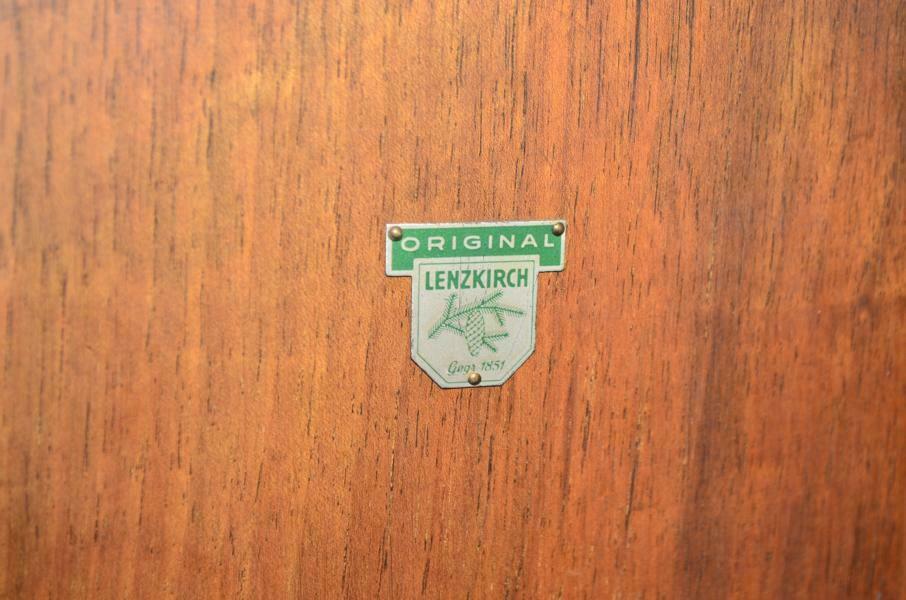 ORIGINAL
LENZKIRCH
Gegr. 1851